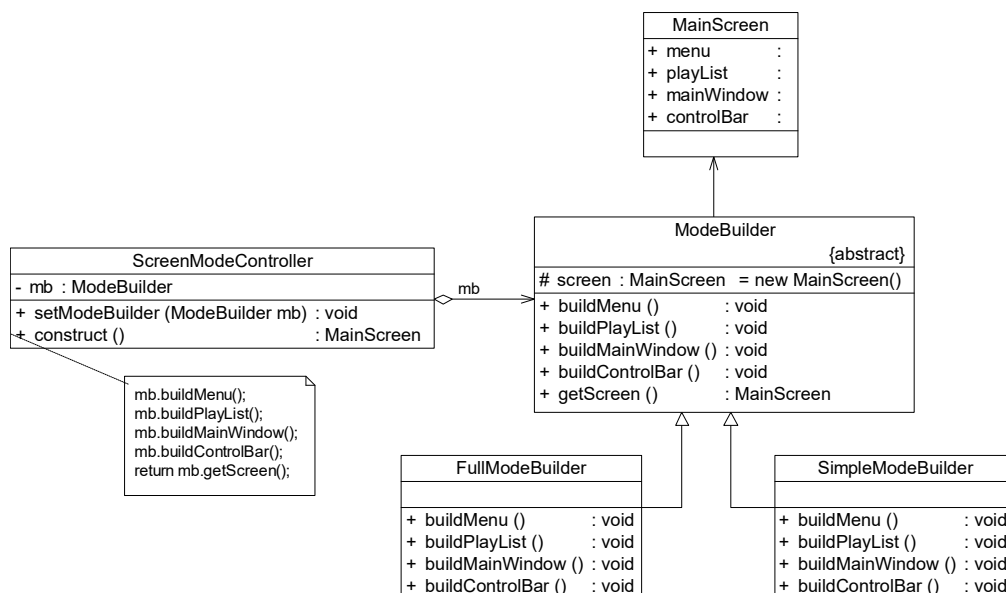 MainScreen
+ menu :
+ playList :
+ mainWindow :
+ controlBar :
ModeBuilder
{abstract}
# screen : MainScreen = new MainScreen()
+ buildMenu () : void
+ buildPlayList () : void
+ buildMainWindow () : void
+ buildControlBar () : void
+ getScreen () : MainScreen
ScreenModeController
- mb : ModeBuilder
+ setModeBuilder (ModeBuilder mb) : void
+ construct () : MainScreen
mb
mb.buildMenu();
mb.buildPlayList();
mb.buildMainWindow();
mb.buildControlBar();
return mb.getScreen();
FullModeBuilder
+ buildMenu () : void
+ buildPlayList () : void
+ buildMainWindow () : void
+ buildControlBar () : void
SimpleModeBuilder
+ buildMenu () : void
+ buildPlayList () : void
+ buildMainWindow () : void
+ buildControlBar () : void